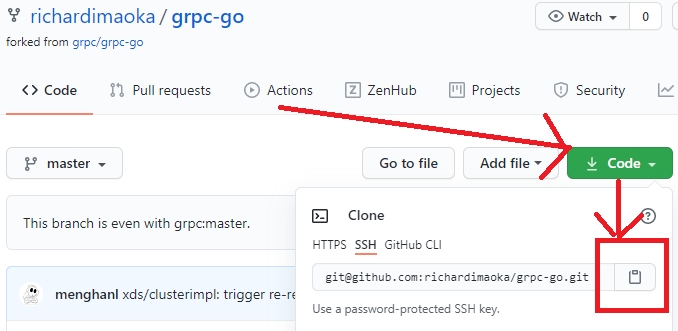 richardimaoka / grpc-go
Watch 0
forked from grpc/grpc-go
Code Pull requests Actions ZenHub Projects Security
master Go to file Add file Code
This branch is even with grpc:master.
Clone
HTTPS SSH GitHub CLI
git@github.com:richardimaoka/grpc-go.git
Use a password-protected SSH key.
menghanl xds/clusterimpl: trigger re-re